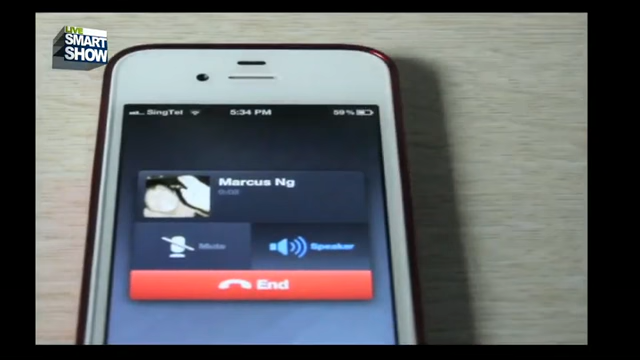 LIVE
SMART
SHOW
SingTel
5:34 PM
59%
Marcus Ng
Mute
Speaker
End